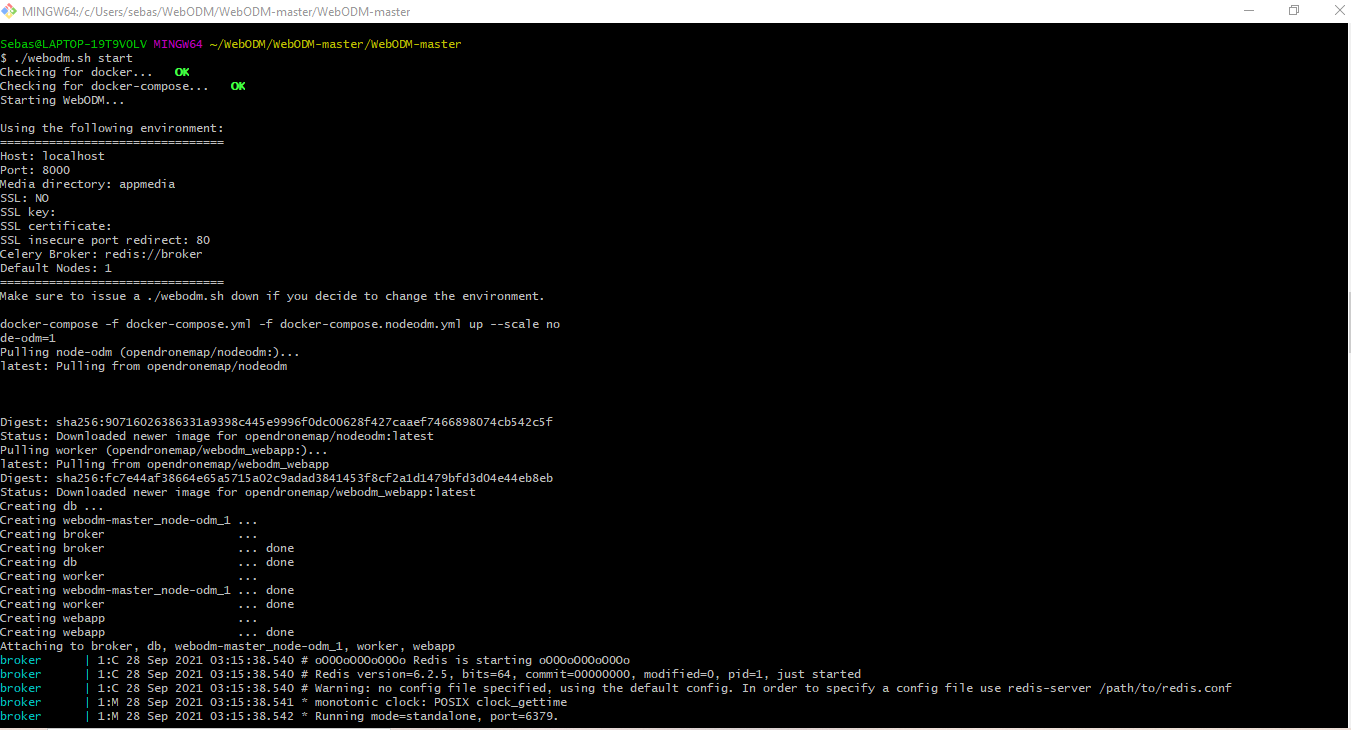 MINGW64:/c/Users/sebas/WebODM/WebODM-master/WebODM-master
Sebas@LAPTOP-19T9VOLV MINGW64 ~/WebODM/WebODM-master/WebODM-master
$ ./webodm.sh start
Checking for docker...   OK
Checking for docker-compose...   OK
Starting WebODM...
Using the following environment:
================================
Host: localhost
Port: 8000
Media directory: appmedia
SSL: NO
SSL key:
SSL certificate:
SSL insecure port redirect: 80
Celery Broker: redis://broker
Default Nodes: 1
================================
Make sure to issue a ./webodm.sh down if you decide to change the environment.
docker-compose -f docker-compose.yml -f docker-compose.nodeodm.yml up --scale no
de-odm=1
Pulling node-odm (opendronemap/nodeodm:)...
latest: Pulling from opendronemap/nodeodm
Digest: sha256:90716026386331a9398c445e9996f0dc00628f427caaef7466898074cb542c5f
Status: Downloaded newer image for opendronemap/nodeodm:latest
Pulling worker (opendronemap/webodm_webapp:)...
latest: Pulling from opendronemap/webodm_webapp
Digest: sha256:fc7e44af38664e65a5715a02c9adad3841453f8cf2a1d1479bfd3d04e44eb8eb
Status: Downloaded newer image for opendronemap/webodm_webapp:latest
Creating db ...
Creating webodm-master_node-odm_1 ...
Creating broker                   ...
Creating broker                   ... done
Creating db                       ... done
Creating worker                   ...
Creating webodm-master_node-odm_1 ... done
Creating worker                   ... done
Creating webapp                   ...
Creating webapp                   ... done
Attaching to broker, db, webodm-master_node-odm_1, worker, webapp
broker      | 1:C 28 Sep 2021 03:15:38.540 # oO0OoO0OoO0Oo Redis is starting oO0OoO0OoO0Oo
broker      | 1:C 28 Sep 2021 03:15:38.540 # Redis version=6.2.5, bits=64, commit=00000000, modified=0, pid=1, just started
broker      | 1:C 28 Sep 2021 03:15:38.540 # Warning: no config file specified, using the default config. In order to specify a config file use redis-server /path/to/redis.conf
broker      | 1:M 28 Sep 2021 03:15:38.541 * monotonic clock: POSIX clock_gettime
broker      | 1:M 28 Sep 2021 03:15:38.542 * Running mode=standalone, port=6379.